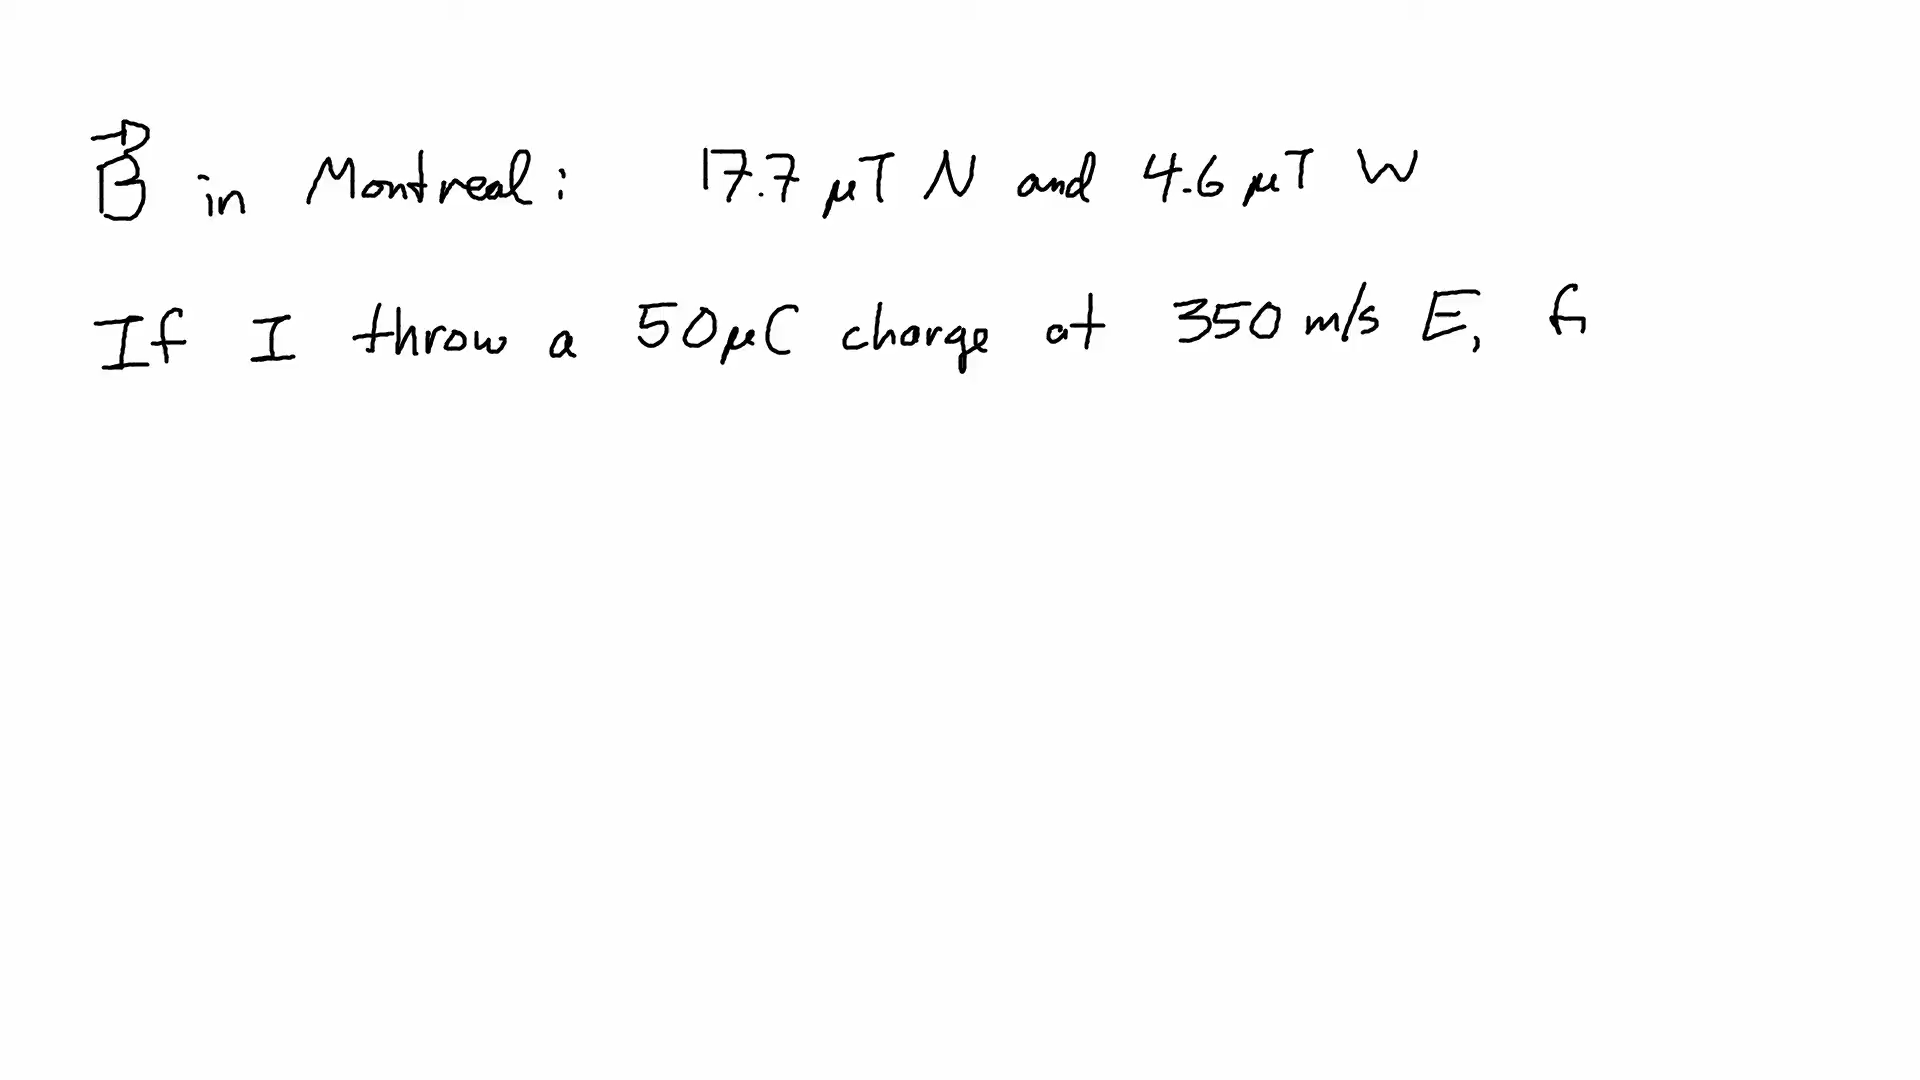 B in Montreal: 17.7 μT N and 4.6 μT W
If I throw a 50μC charge at 350 m/s E,